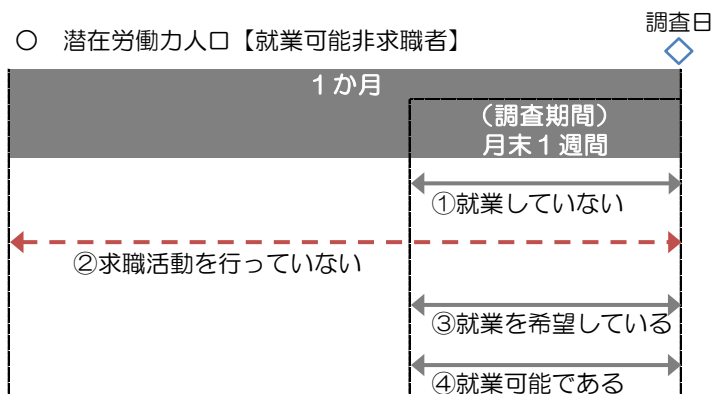 調査日
○ 潜在労働力人口【就業可能非求職者】
１か月
（調査期間）
月末１週間
①就業していない
②求職活動を行っていない
③就業を希望している
④就業可能である